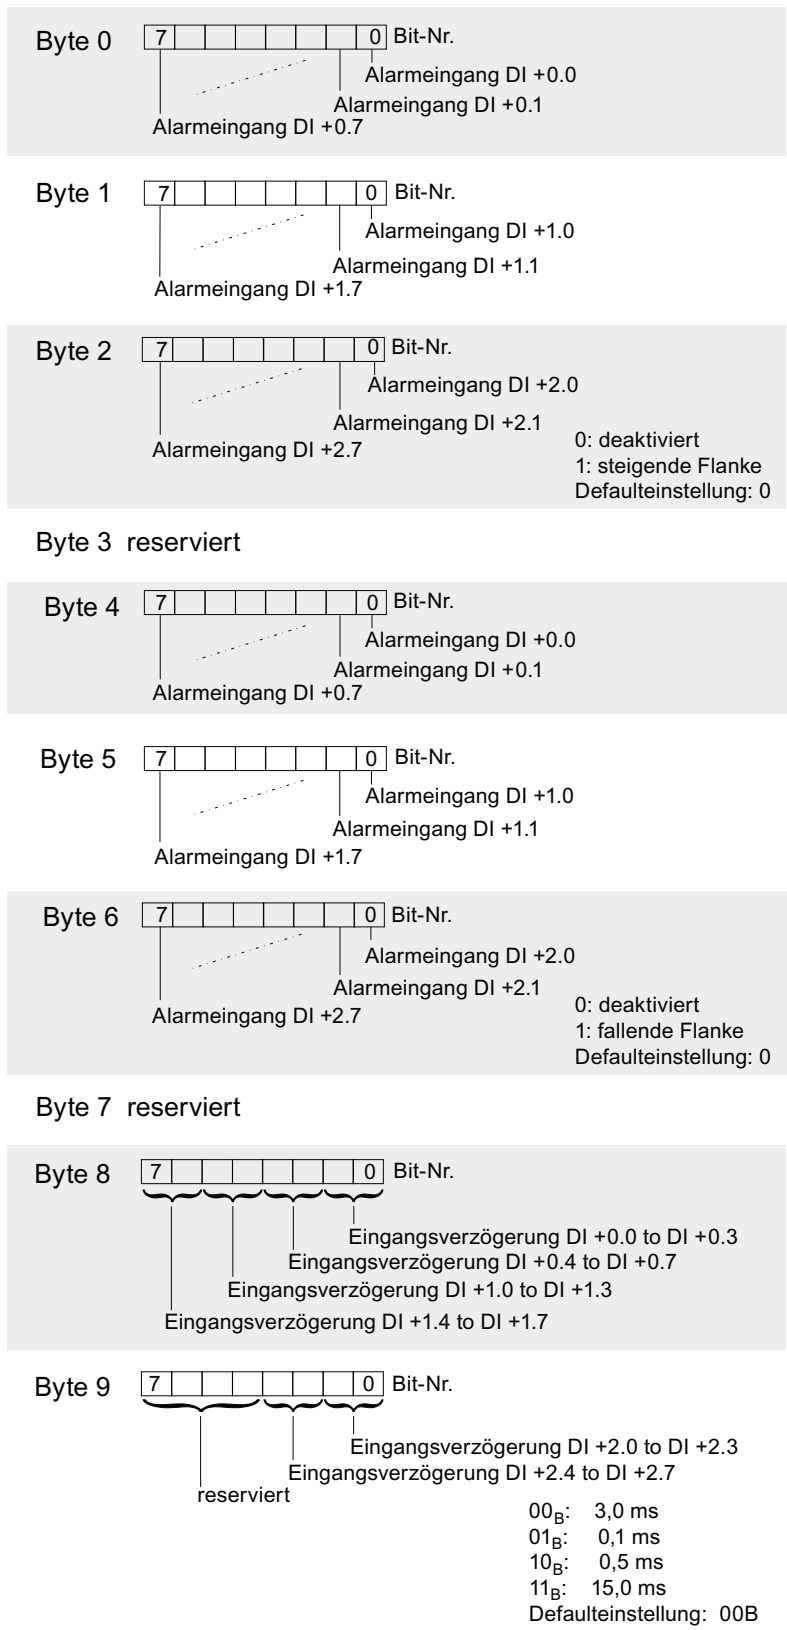 Byte 0 7 0 Bit-Nr.
Alarmeingang DI +0.0
Alarmeingang DI +0.1
Alarmeingang DI +0.7
Byte 1 7 0 Bit-Nr.
Alarmeingang DI +1.0
Alarmeingang DI +1.1
Alarmeingang DI +1.7
Byte 2 7 0 Bit-Nr.
Alarmeingang DI +2.0
Alarmeingang DI +2.1
Alarmeingang DI +2.7
0: deaktiviert
1: steigende Flanke
Defaulteinstellung: 0
Byte 3 reserviert
Byte 4 7 0 Bit-Nr.
Alarmeingang DI +0.0
Alarmeingang DI +0.1
Alarmeingang DI +0.7
Byte 5 7 0 Bit-Nr.
Alarmeingang DI +1.0
Alarmeingang DI +1.1
Alarmeingang DI +1.7
Byte 6 7 0 Bit-Nr.
Alarmeingang DI +2.0
Alarmeingang DI +2.1
Alarmeingang DI +2.7
0: deaktiviert
1: fallende Flanke
Defaulteinstellung: 0
Byte 7 reserviert
Byte 8 7 0 Bit-Nr.
Eingangsverzögerung DI +0.0 to DI +0.3
Eingangsverzögerung DI +0.4 to DI +0.7
Eingangsverzögerung DI +1.0 to DI +1.3
Eingangsverzögerung DI +1.4 to DI +1.7
Byte 9 7 0 Bit-Nr.
Eingangsverzögerung DI +2.0 to DI +2.3
Eingangsverzögerung DI +2.4 to DI +2.7
reserviert
00B: 3,0 ms
01B: 0,1 ms
10B: 0,5 ms
11B: 15,0 ms
Defaulteinstellung: 00B